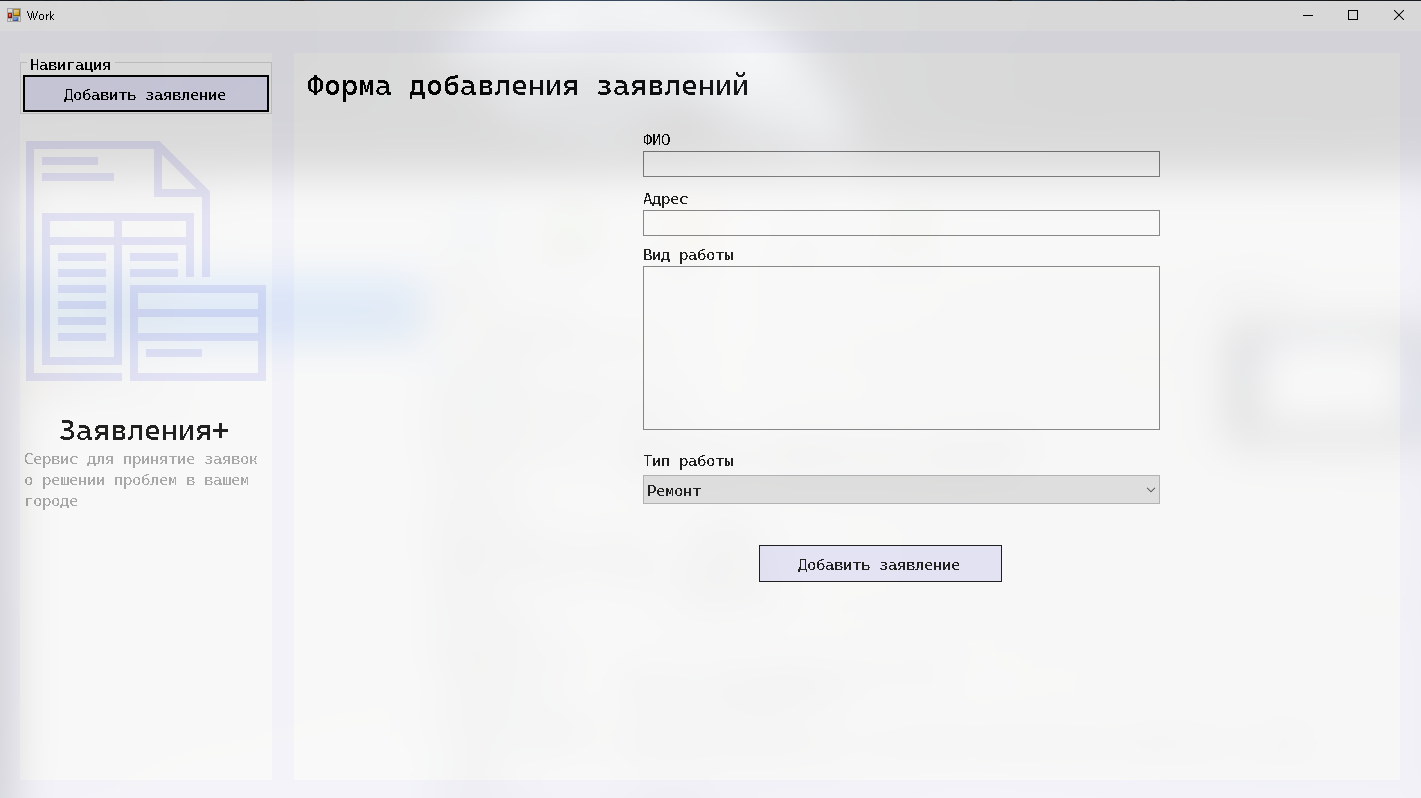 Work
Навигация
Добавить заявление
Заявления+
Сервис для принятие заявок
о решении проблем в вашем
городе
Форма добавления заявлений
ФИО
Адрес
Вид работы
Тип работы
Ремонт
Добавить заявление